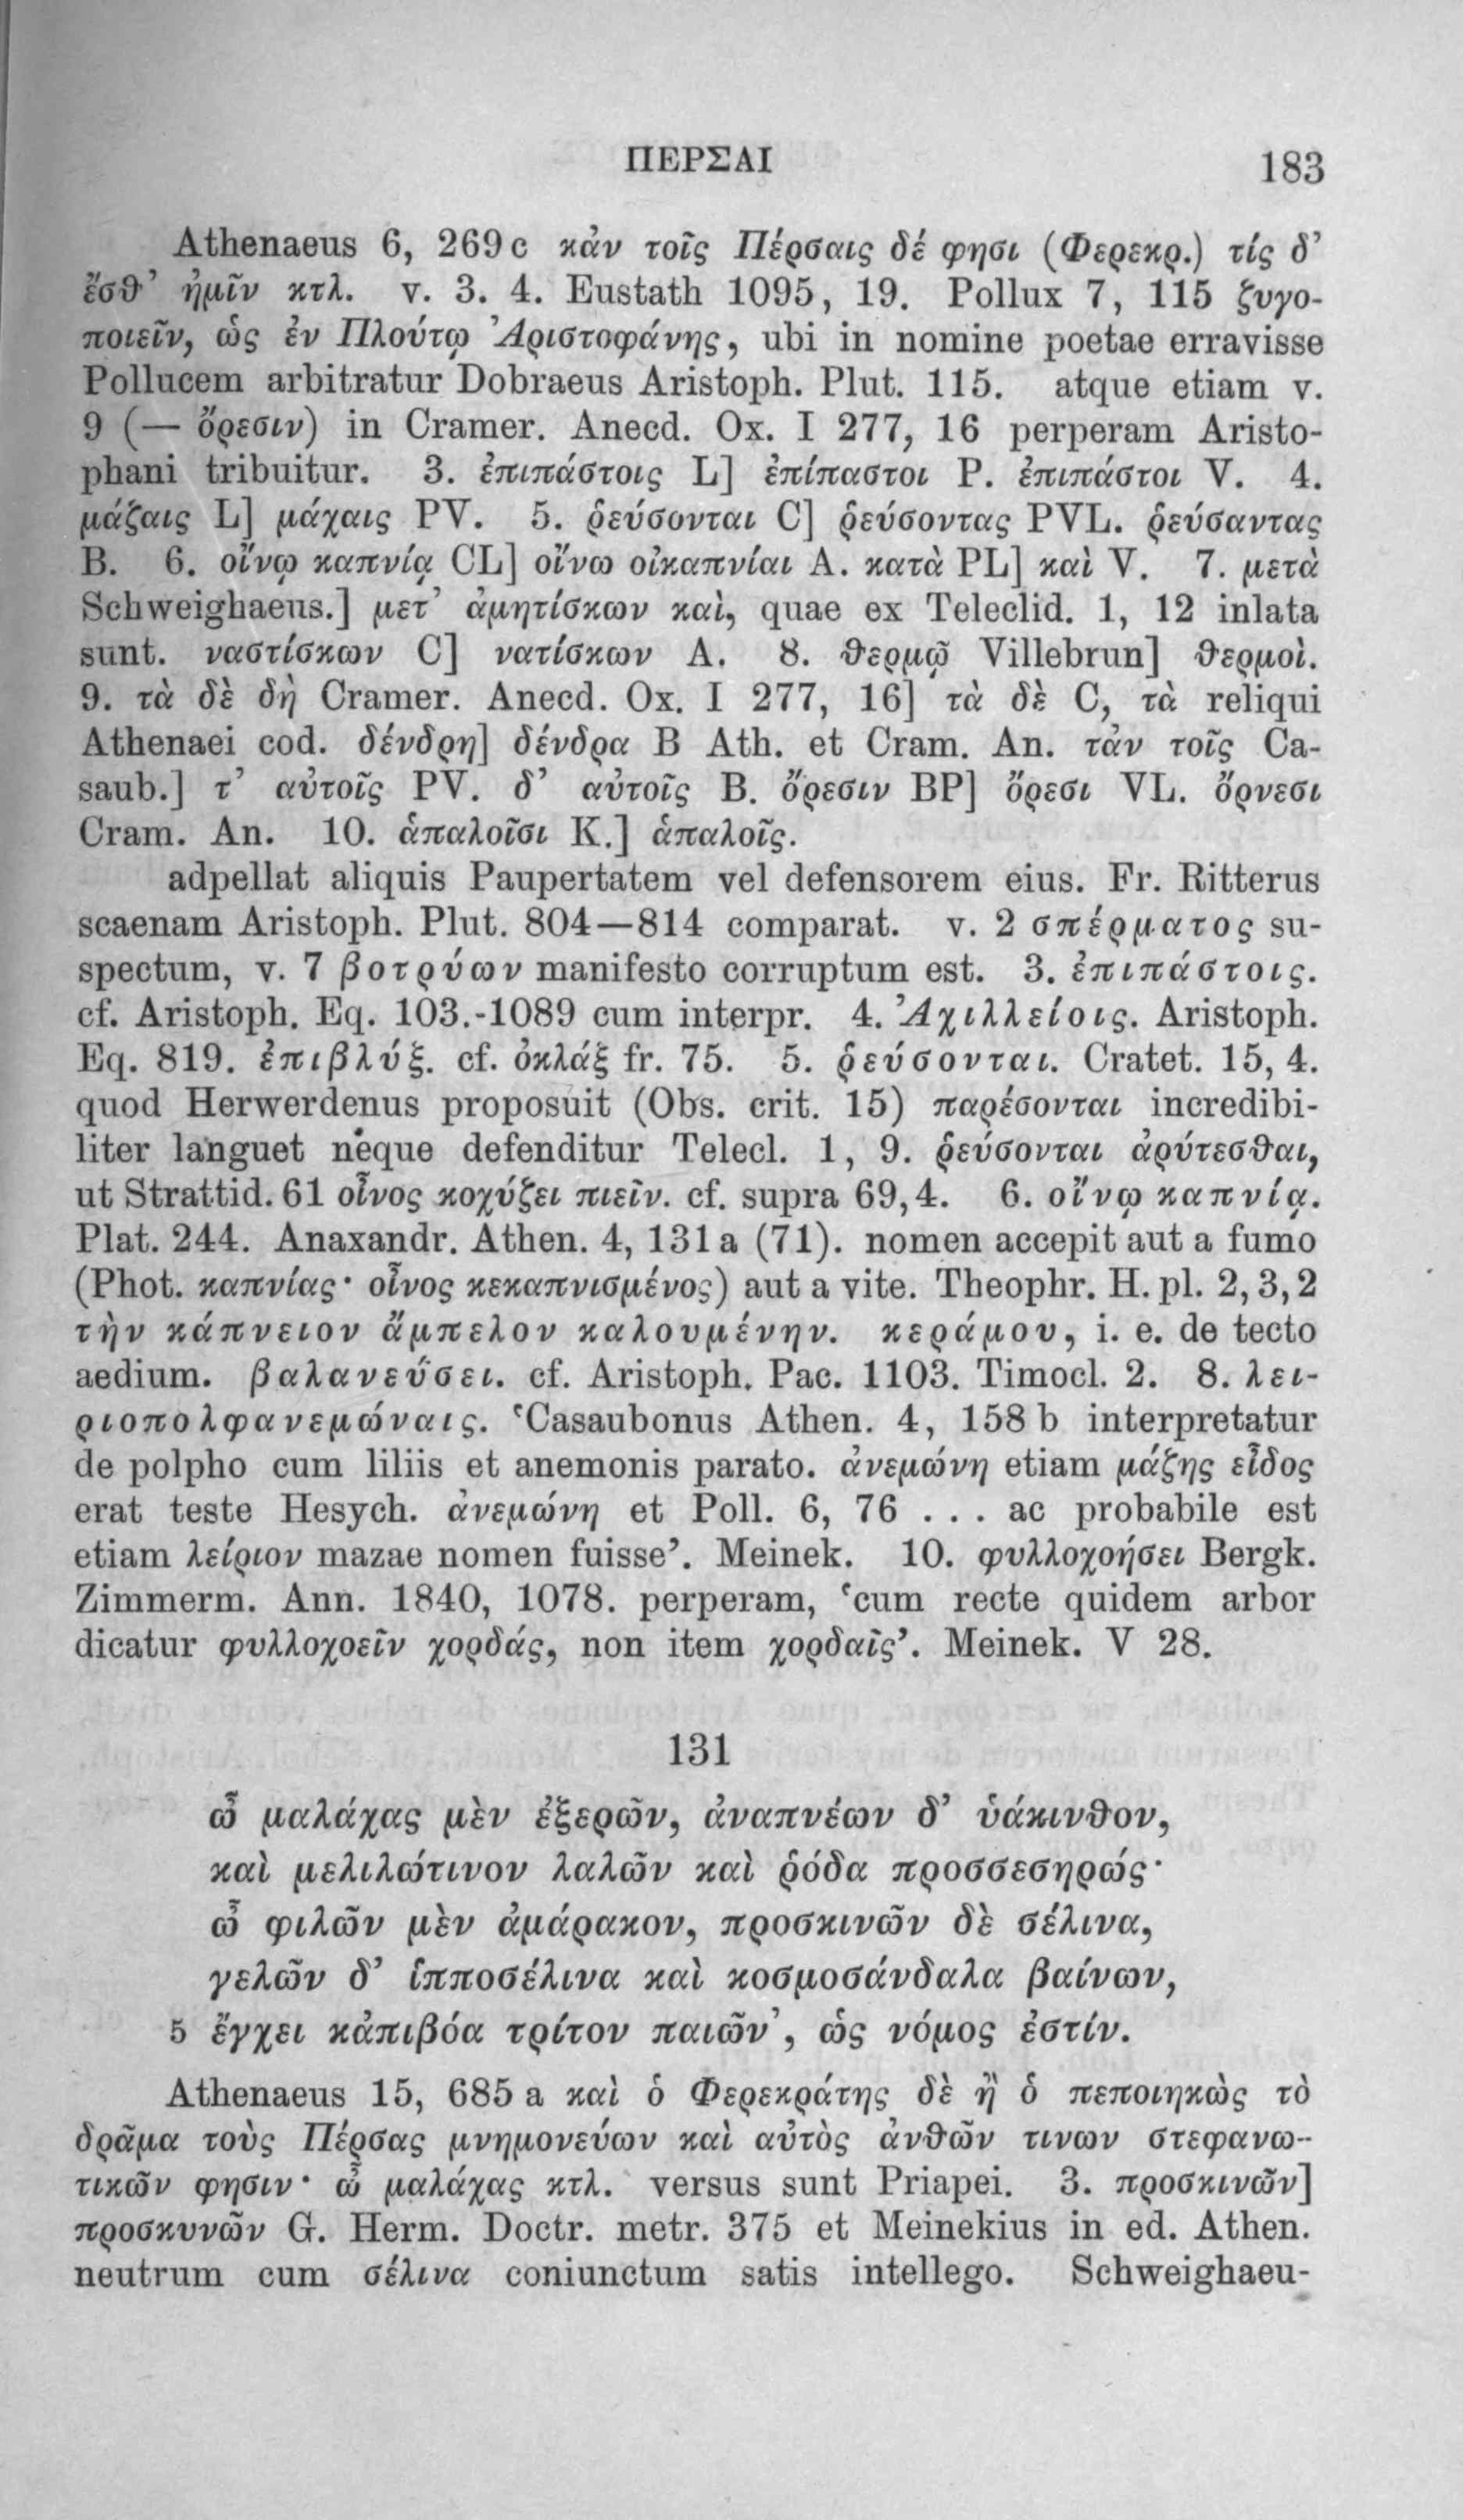 ΠΕΡΣΑΙ 183
Athenaeus 6, 269c κἀν τοῖς Πέρσαις δέ φησι (Φερεκρ.) τίς δ’
ἔσθ’ ἡμῖν κτλ. v. 3. 4. Eustath 1095, 19. Pollux 7, 115 ζυγο-
ποιεῖν, ὡς ἐν Πλούτῳ Ἀριστοφάνης, ubi in nomine poetae erravisse
Pollucem arbitratur Dobraeus Aristoph. Plut. 115. atque etiam v.
9 (— ὄρεσιν) in Cramer. Anecd. Ox. I 277, 16 perperam Aristo-
phani tribuitur. 3. ἐπιπάστοις L] ἐπίπαστοι P. ἐπιπάστοι V. 4.
μάζαις L] μάχαις PV. 5. ῥεύσονται C] ῥεύσοντας PVL. ῥεύσαντας
B. 6. οἴνῳ καπνίᾳ CL] οἴνω οἰκαπνίαι A. κατὰ PL] καὶ V. 7. μετὰ
Schweighaeus.] μετ’ ἀμητίσκων καὶ, quae ex Teleclid. 1, 12 inlata
sunt. ναστίσκων C] νατίσκων A. 8. θερμῷ Villebrun] θερμοὶ.
9. τὰ δὲ δὴ Cramer. Anecd. Ox. I 277, 16] τὰ δὲ C, τὰ reliqui
Athenaei cod. δένδρη] δένδρα B Ath. et Cram. An. τἀν τοῖς Ca-
saub.] τ’ αὐτοῖς PV. δ’ αὐτοῖς B. ὄρεσιν BP] ὄρεσι VL. ὄρνεσι
Cram. An. 10. ἁπαλοῖσι K.] ἁπαλοῖς.
adpellat aliquis Paupertatem vel defensorem eius. Fr. Ritterus
scaenam Aristoph. Plut. 804—814 comparat. v. 2 σπέρματος su-
spectum, v. 7 βοτρύων manifesto corruptum est. 3. ἐπιπάστοις.
cf. Aristoph. Eq. 103.-1089 cum interpr. 4. Ἀχιλλείοις. Aristoph.
Eq. 819. ἐπιβλύξ. cf. ὀκλάξ fr. 75. 5. ῥεύσονται. Cratet. 15, 4.
quod Herwerdenus proposuit (Obs. crit. 15) παρέσονται incredibi-
liter languet neque defenditur Telecl. 1, 9. ῥεύσονται ἀρύτεσθαι,
ut Strattid. 61 οἶνος κοχύζει πιεῖν. cf. supra 69,4. 6. οἴνῳ καπνίᾳ.
Plat. 244. Anaxandr. Athen. 4, 131a (71). nomen accepit aut a fumo
(Phot. καπνίας· οἶνος κεκαπνισμένος) aut a vite. Theophr. H. pl. 2,3,2
τὴν κάπνειον ἄμπελον καλουμένην. κεράμου, i. e. de tecto
aedium. βαλανεύσει. cf. Aristoph. Pac. 1103. Timocl. 2. 8. λει-
ριοπολφανεμώναις. ‘Casaubonus Athen. 4, 158b interpretatur
de polpho cum liliis et anemonis parato. ἀνεμώνη etiam μάζης εἶδος
erat teste Hesych. ἀνεμώνη et Poll. 6, 76 ... ac probabile est
etiam λείριον mazae nomen fuisse’. Meinek. 10. φυλλοχοήσει Bergk.
Zimmerm. Ann. 1840, 1078. perperam, ‘cum recte quidem arbor
dicatur φυλλοχοεῖν χορδάς, non item χορδαῖς’. Meinek. V 28.
131
ὦ μαλάχας μὲν ἐξερῶν, ἀναπνέων δ’ ὑάκινθον,
καὶ μελιλώτινον λαλῶν καὶ ῥόδα προσσεσηρώς·
ὦ φιλῶν μὲν ἀμάρακον, προσκινῶν δὲ σέλινα,
γελῶν δ’ ἱπποσέλινα καὶ κοσμοσάνδαλα βαίνων,
5 ἔγχει κἀπιβόα τρίτον παιῶν’, ὡς νόμος ἐστίν.
Athenaeus 15, 685a καὶ ὁ Φερεκράτης δὲ ἢ ὁ πεποιηκὼς τὸ
δρᾶμα τοὺς Πέρσας μνημονεύων καὶ αὐτὸς ἀνθῶν τινων στεφανω-
τικῶν φησιν· ὦ μαλάχας κτλ. versus sunt Priapei. 3. προσκινῶν]
προσκυνῶν G. Herm. Doctr. metr. 375 et Meinekius in ed. Athen.
neutrum cum σέλινα coniunctum satis intellego. Schweighaeu-